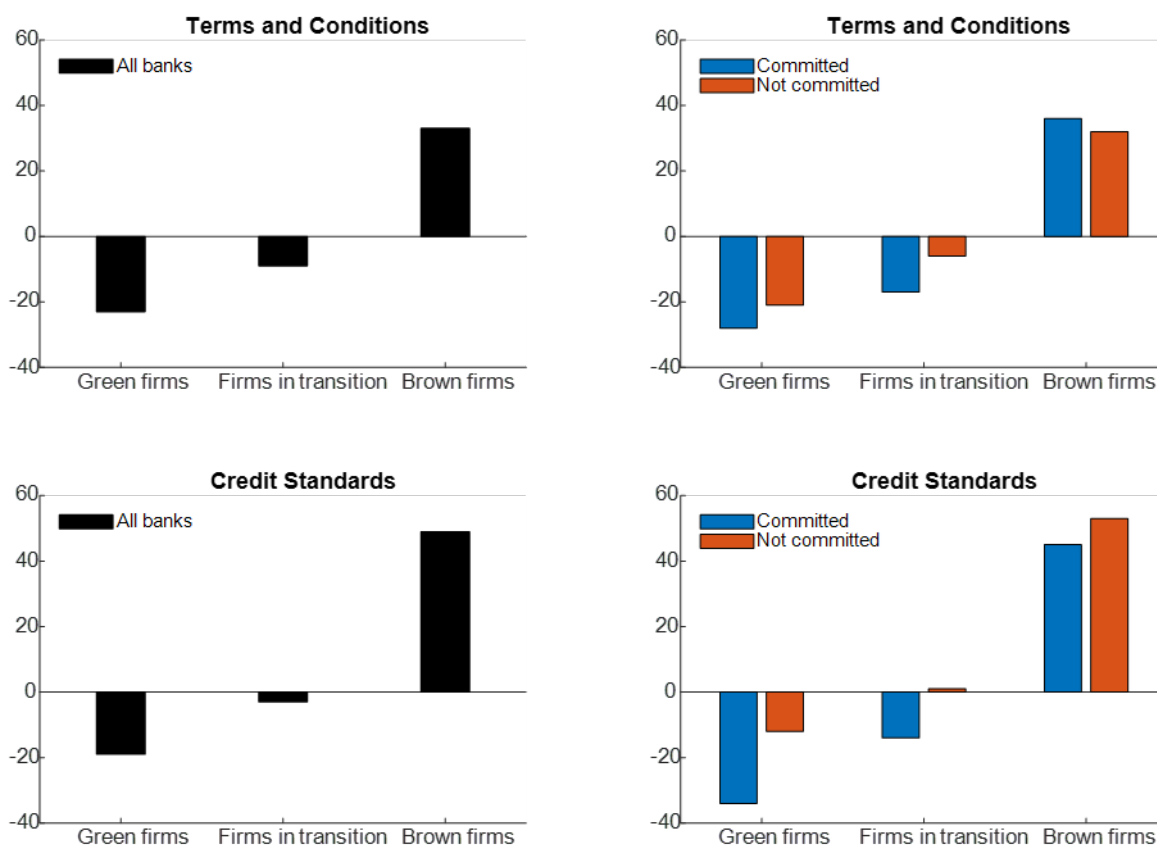 Terms and Conditions
60
All banks
40
20
0
-20
-40
Green firms Firms in transition Brown firms
Terms and Conditions
60
Committed
Not committed
40
20
0
-20
-40
Green firms Firms in transition Brown firms
Credit Standards
60
All banks
40
20
0
-20
-40
Green firms Firms in transition Brown firms
Credit Standards
60
Committed
Not committed
40
20
0
-20
-40
Green firms Firms in transition Brown firms